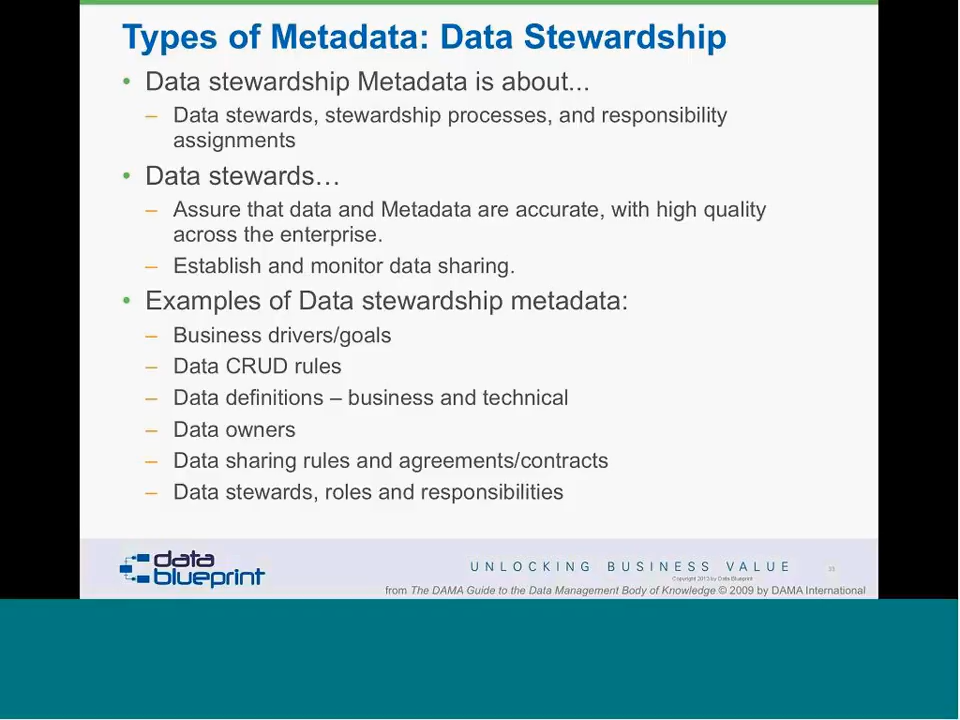 Types of Metadata: Data Stewardship
• Data stewardship Metadata is about...
– Data stewards, stewardship processes, and responsibility
assignments
• Data stewards…
– Assure that data and Metadata are accurate, with high quality
across the enterprise.
– Establish and monitor data sharing.
• Examples of Data stewardship metadata:
– Business drivers/goals
– Data CRUD rules
– Data definitions – business and technical
– Data owners
– Data sharing rules and agreements/contracts
– Data stewards, roles and responsibilities
data
blueprint
UNLOCKING BUSINESS VALUE
Copyright 2013 by Data Blueprint
from The DAMA Guide to the Data Management Body of Knowledge © 2009 by DAMA International